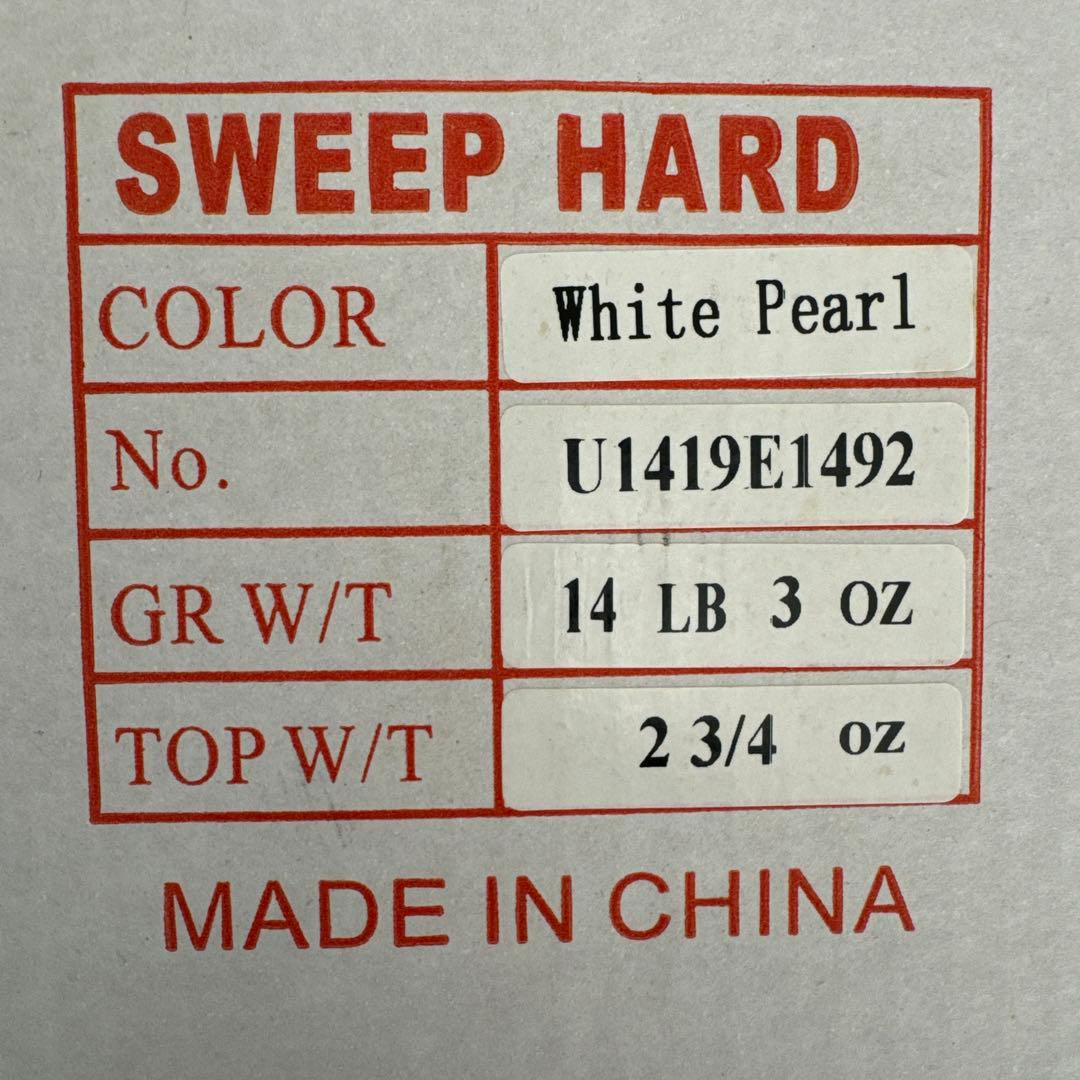 SWEEP HARD
COLOR White Pearl
No. U1419E1492
GR W/T 14 LB 3 OZ
TOP W/T 2 3/4 oz
MADE IN CHINA